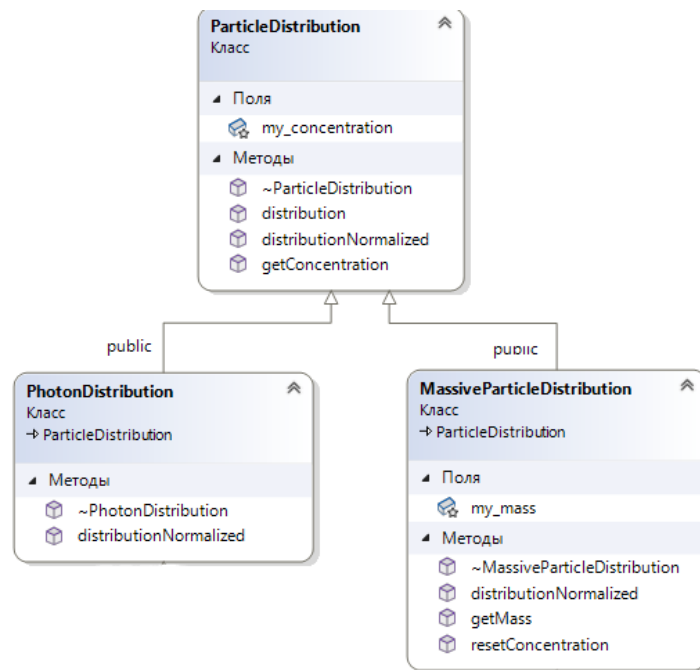 ParticleDistribution
Класс
Поля
my_concentration
Методы
~ParticleDistribution
distribution
distributionNormalized
getConcentration
public
public
PhotonDistribution
Класс
ParticleDistribution
Методы
~PhotonDistribution
distributionNormalized
MassiveParticleDistribution
Класс
ParticleDistribution
Поля
my_mass
Методы
~MassiveParticleDistribution
distributionNormalized
getMass
resetConcentration